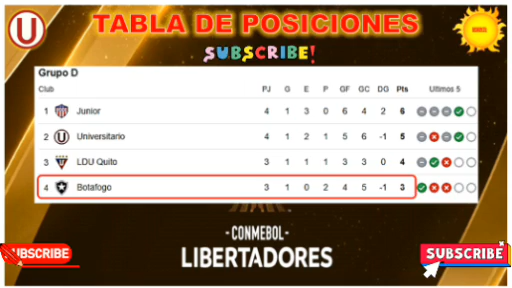 TABLA DE POSICIONES
SUBSCRIBE!
Grupo D
Club PJ G E P GF GC DG Pts Ultimos 5
1 Junior 4 1 3 0 6 4 2 6
2 Universitario 4 1 2 1 5 6 -1 5
3 LDU Quito 3 1 1 1 3 3 0 4
4 Botafogo 3 1 0 2 4 5 -1 3
- CONMEBOL -
LIBERTADORES
SUBSCRIBE
SUBSCRIBE